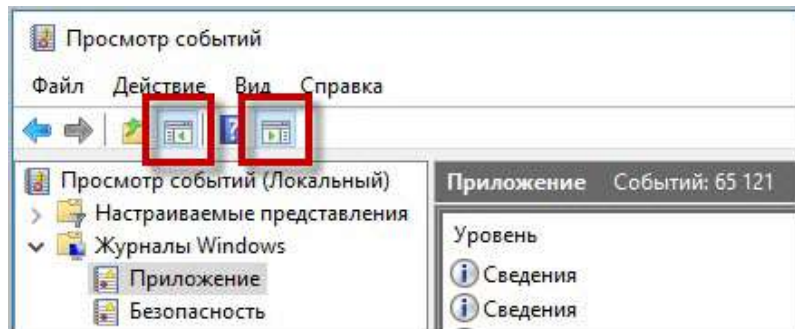 Просмотр событий
Файл Действие Вид Справка
Просмотр событий (Локальный)
Настраиваемые представления
Журналы Windows
Приложение
Безопасность
Приложение Событий: 65 121
Уровень
Сведения
Сведения